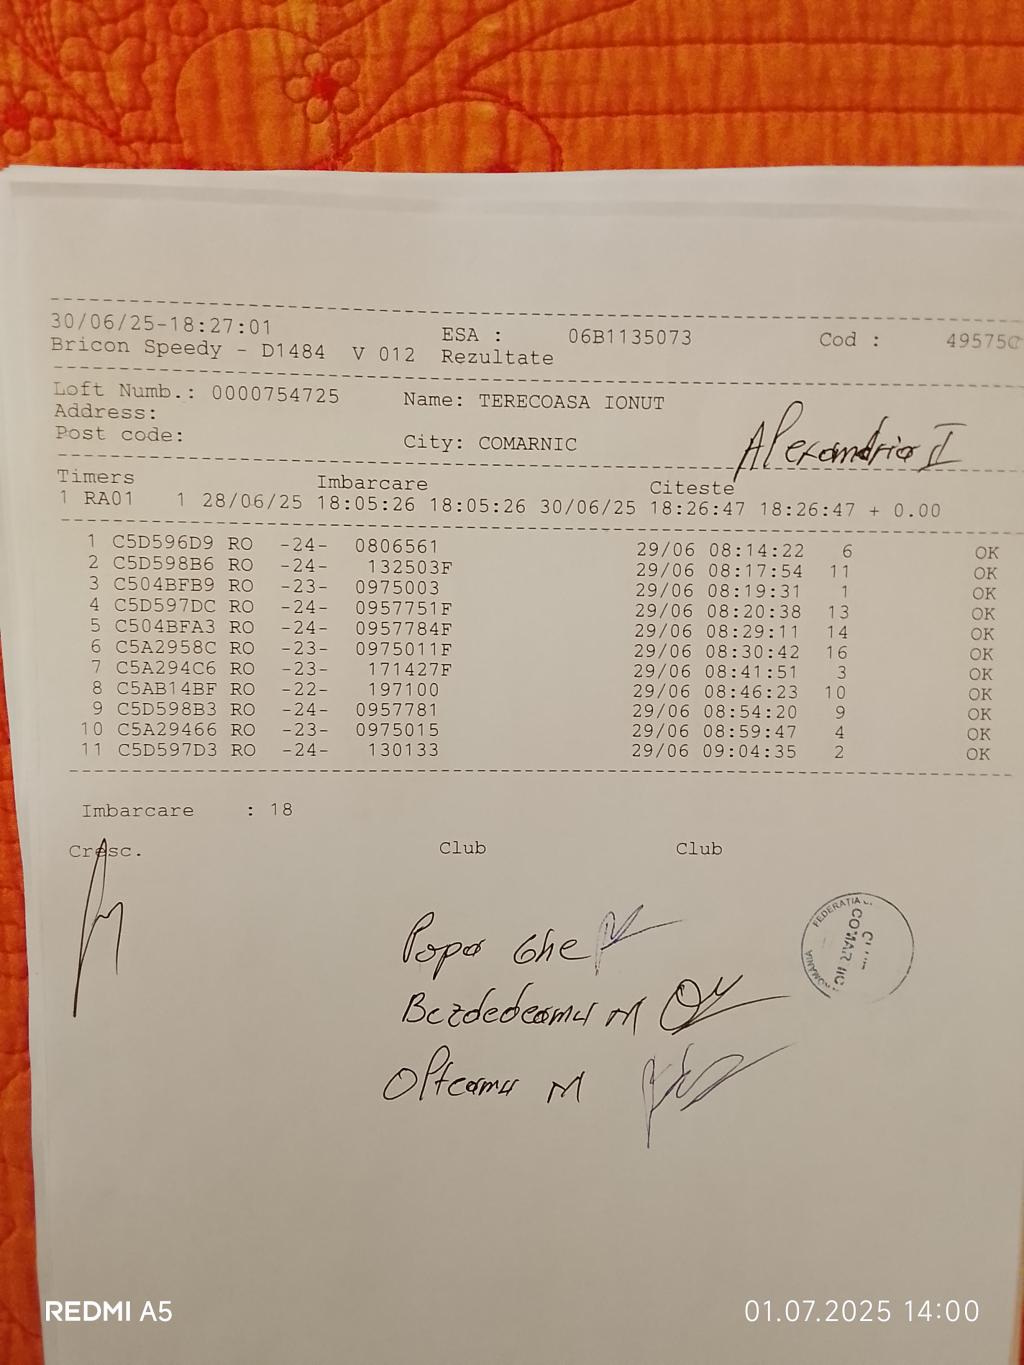 30/06/25-18:27:01 ESA : 06B1135073 Cod : 49575C
Bricon Speedy - D1484 V 012 Rezultate
Loft Numb.: 0000754725 Name: TERECOASA IONUT
Address:
Post code: City: COMARNIC
Alexandria I
Timers Imbarcare Citeste
1 RA01 1 28/06/25 18:05:26 18:05:26 30/06/25 18:26:47 18:26:47 + 0.00
1 C5D596D9 RO -24- 0806561 29/06 08:14:22 6 OK
2 C5D598B6 RO -24- 132503F 29/06 08:17:54 11 OK
3 C504BFB9 RO -23- 0975003 29/06 08:19:31 1 OK
4 C5D597DC RO -24- 0957751F 29/06 08:20:38 13 OK
5 C504BFA3 RO -24- 0957784F 29/06 08:29:11 14 OK
6 C5A2958C RO -23- 0975011F 29/06 08:30:42 16 OK
7 C5A294C6 RO -23- 171427F 29/06 08:41:51 3 OK
8 C5AB14BF RO -22- 197100 29/06 08:46:23 10 OK
9 C5D598B3 RO -24- 0957781 29/06 08:54:20 9 OK
10 C5A29466 RO -23- 0975015 29/06 08:59:47 4 OK
11 C5D597D3 RO -24- 130133 29/06 09:04:35 2 OK
Imbarcare : 18
Cresc. Club Club
Popa Ghe
Bezdedeanu M
Olteanu M
FEDERATIA
ROMANIA
REDMI A5 01.07.2025 14:00